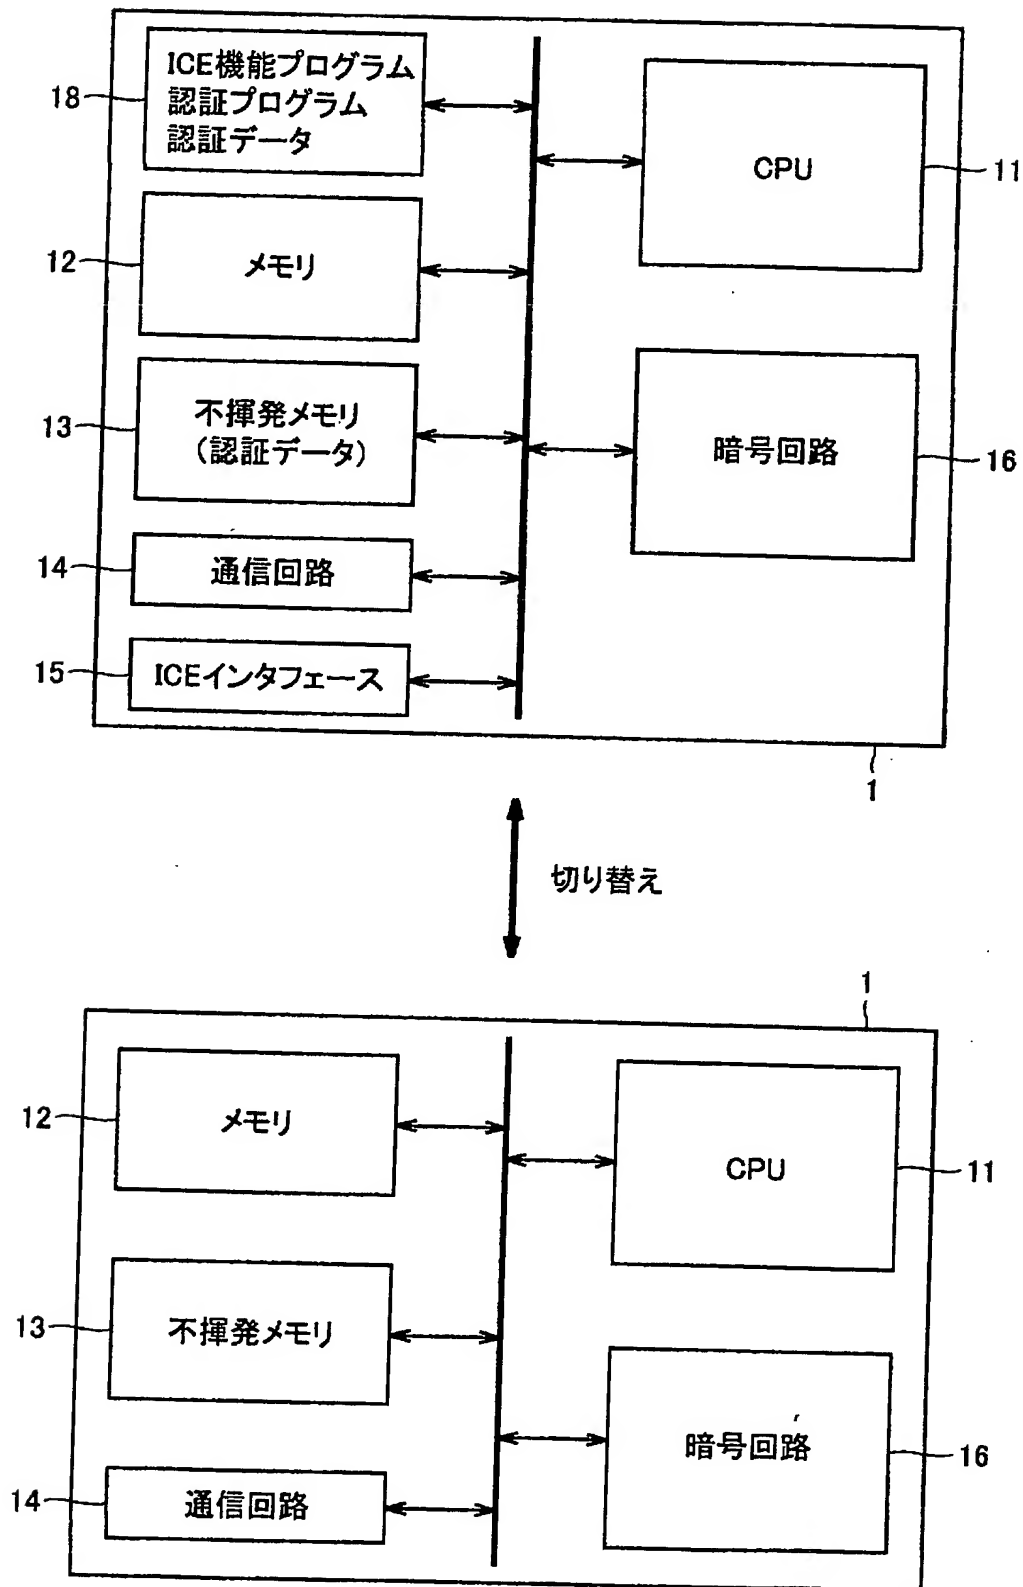 18
ICE機能プログラム
認証プログラム
認証データ
CPU
11
12
メモリ
13
不揮発メモリ
(認証データ)
暗号回路
16
14
通信回路
15
ICEインタフェース
1
切り替え
1
12
メモリ
CPU
11
13
不揮発メモリ
暗号回路
16
14
通信回路